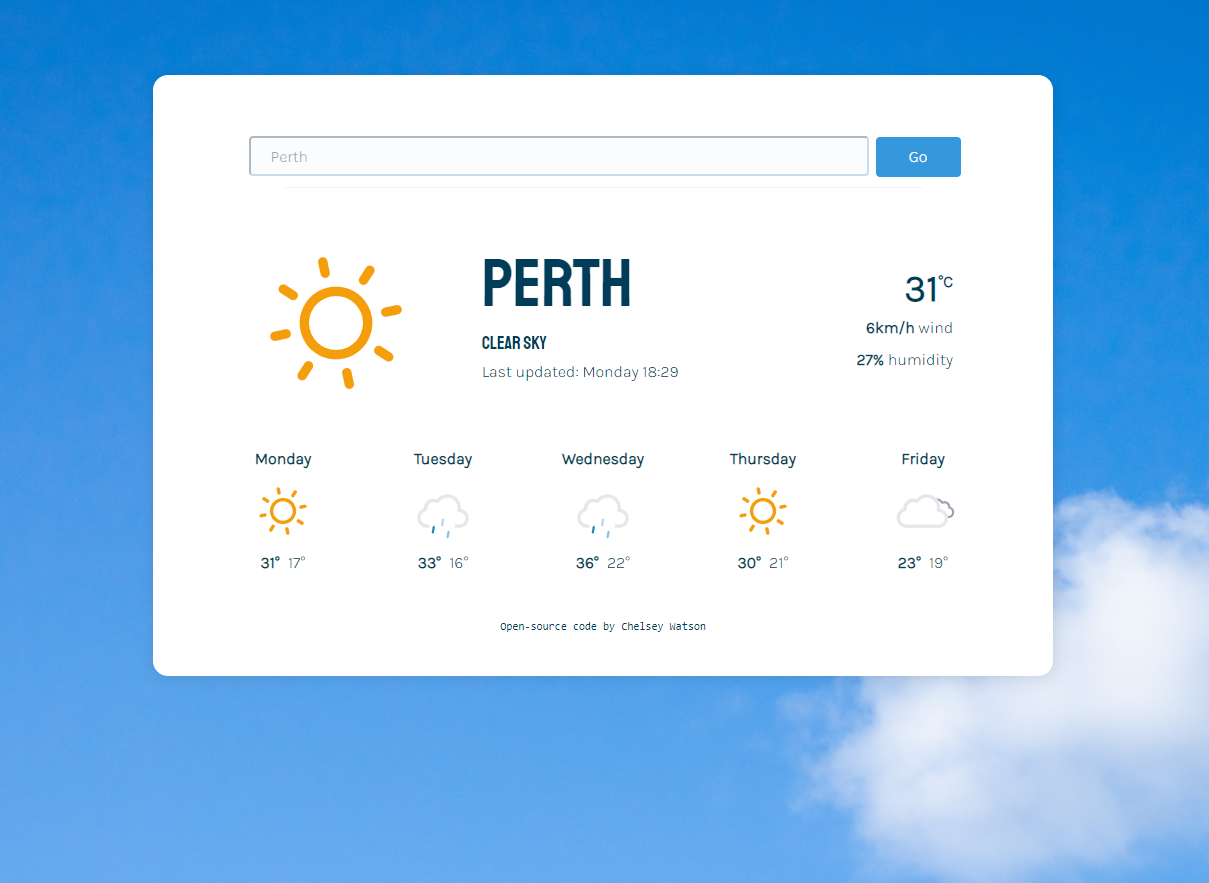 Perth
Go
PERTH
CLEAR SKY
Last updated: Monday 18:29
31°C
6km/h wind
27% humidity
Monday Tuesday Wednesday Thursday Friday
31° 17° 33° 16° 36° 22° 30° 21° 23° 19°
Open-source code by Chelsey Watson